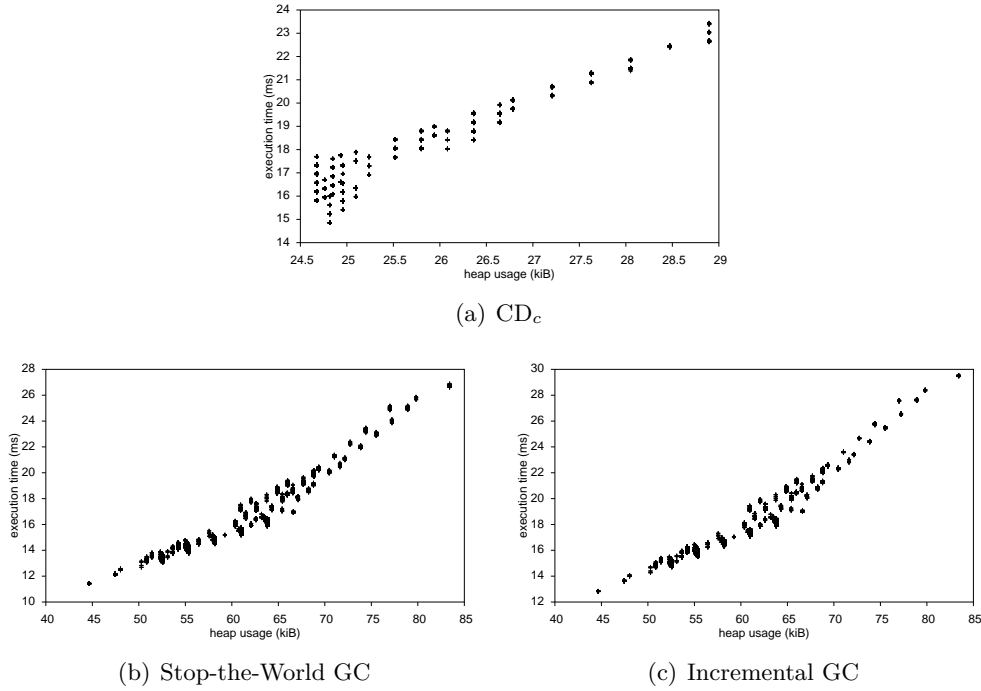 24
23
22
21
20
19
18
17
16
15
14
execution time (ms)
24.5 25 25.5 26 26.5 27 27.5 28 28.5 29
heap usage (kiB)
(a) CDc
28
26
24
22
20
18
16
14
12
10
execution time (ms)
40 45 50 55 60 65 70 75 80 85
heap usage (kiB)
(b) Stop-the-World GC
30
28
26
24
22
20
18
16
14
12
execution time (ms)
40 45 50 55 60 65 70 75 80 85
heap usage (kiB)
(c) Incremental GC